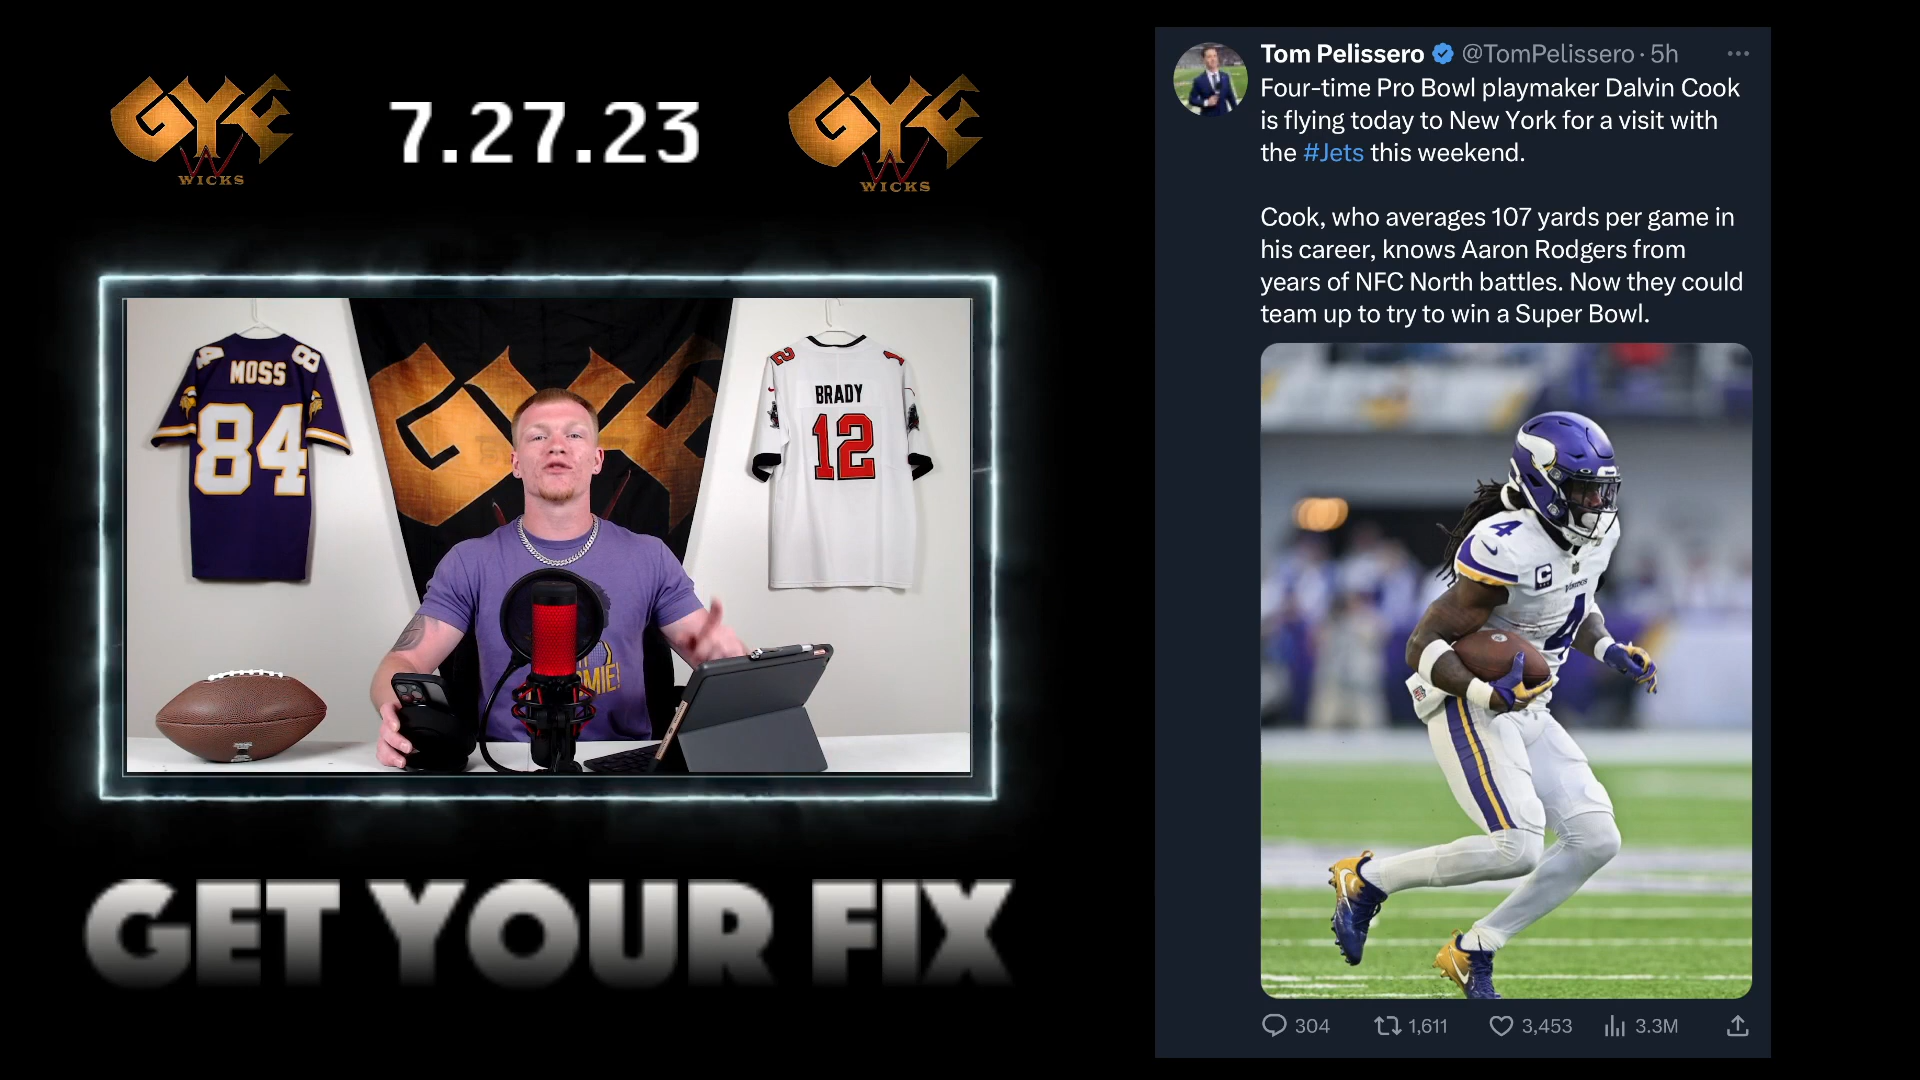 GYF
WICKS
7.27.23
GYF
WICKS
MOSS
84
BRADY
12
GET YOUR FIX
Tom Pelissero @TomPelissero · 5h
Four-time Pro Bowl playmaker Dalvin Cook
is flying today to New York for a visit with
the #Jets this weekend.
Cook, who averages 107 yards per game in
his career, knows Aaron Rodgers from
years of NFC North battles. Now they could
team up to try to win a Super Bowl.
4
C
VIKINGS
4
304 1,611 3,453 3.3M